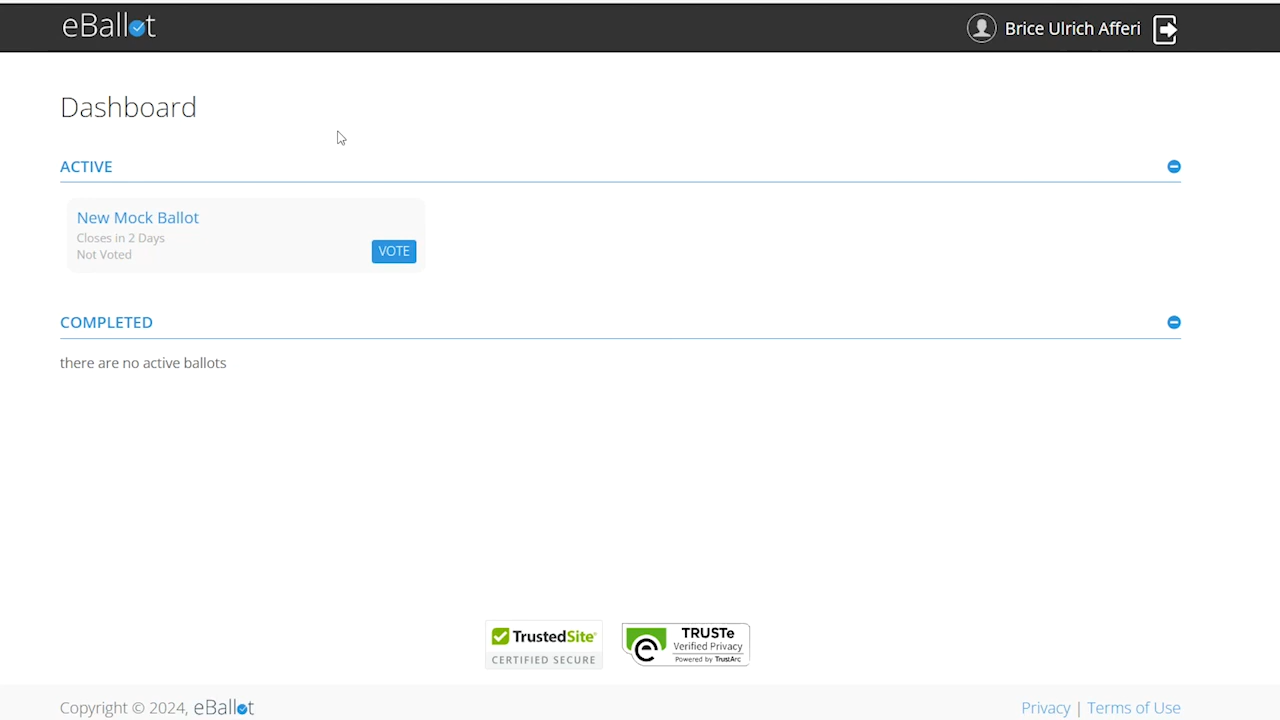 eBallot
Brice Ulrich Afferi
Dashboard
ACTIVE
New Mock Ballot
Closes in 2 Days
Not Voted
VOTE
COMPLETED
there are no active ballots
TrustedSite
CERTIFIED SECURE
TRUSTe
Verified Privacy
Powered by TrustArc
Copyright © 2024, eBallot
Privacy | Terms of Use